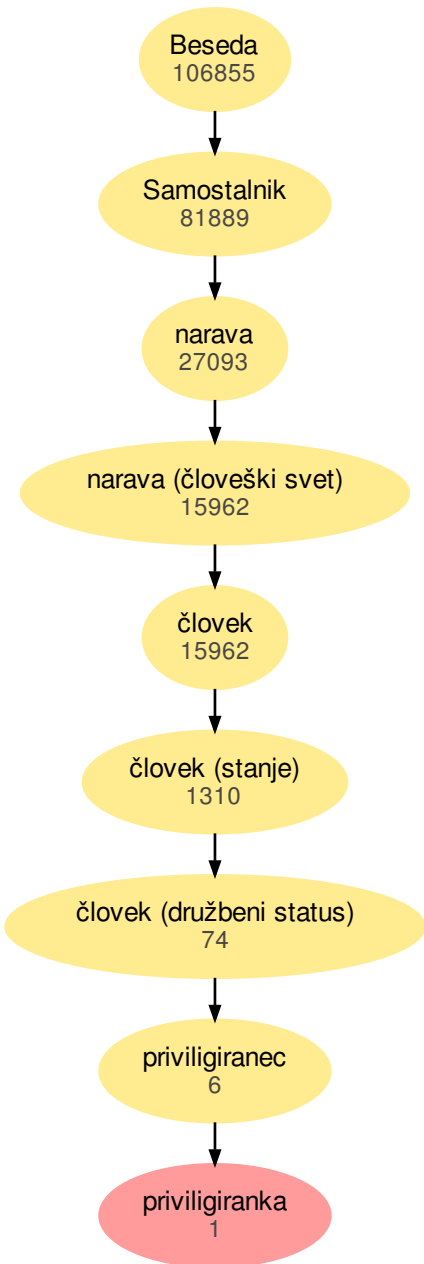 Beseda
106855
Samostalnik
81889
narava
27093
narava (človeški svet)
15962
človek
15962
človek (stanje)
1310
človek (družbeni status)
74
priviligiranec
6
priviligiranka
1